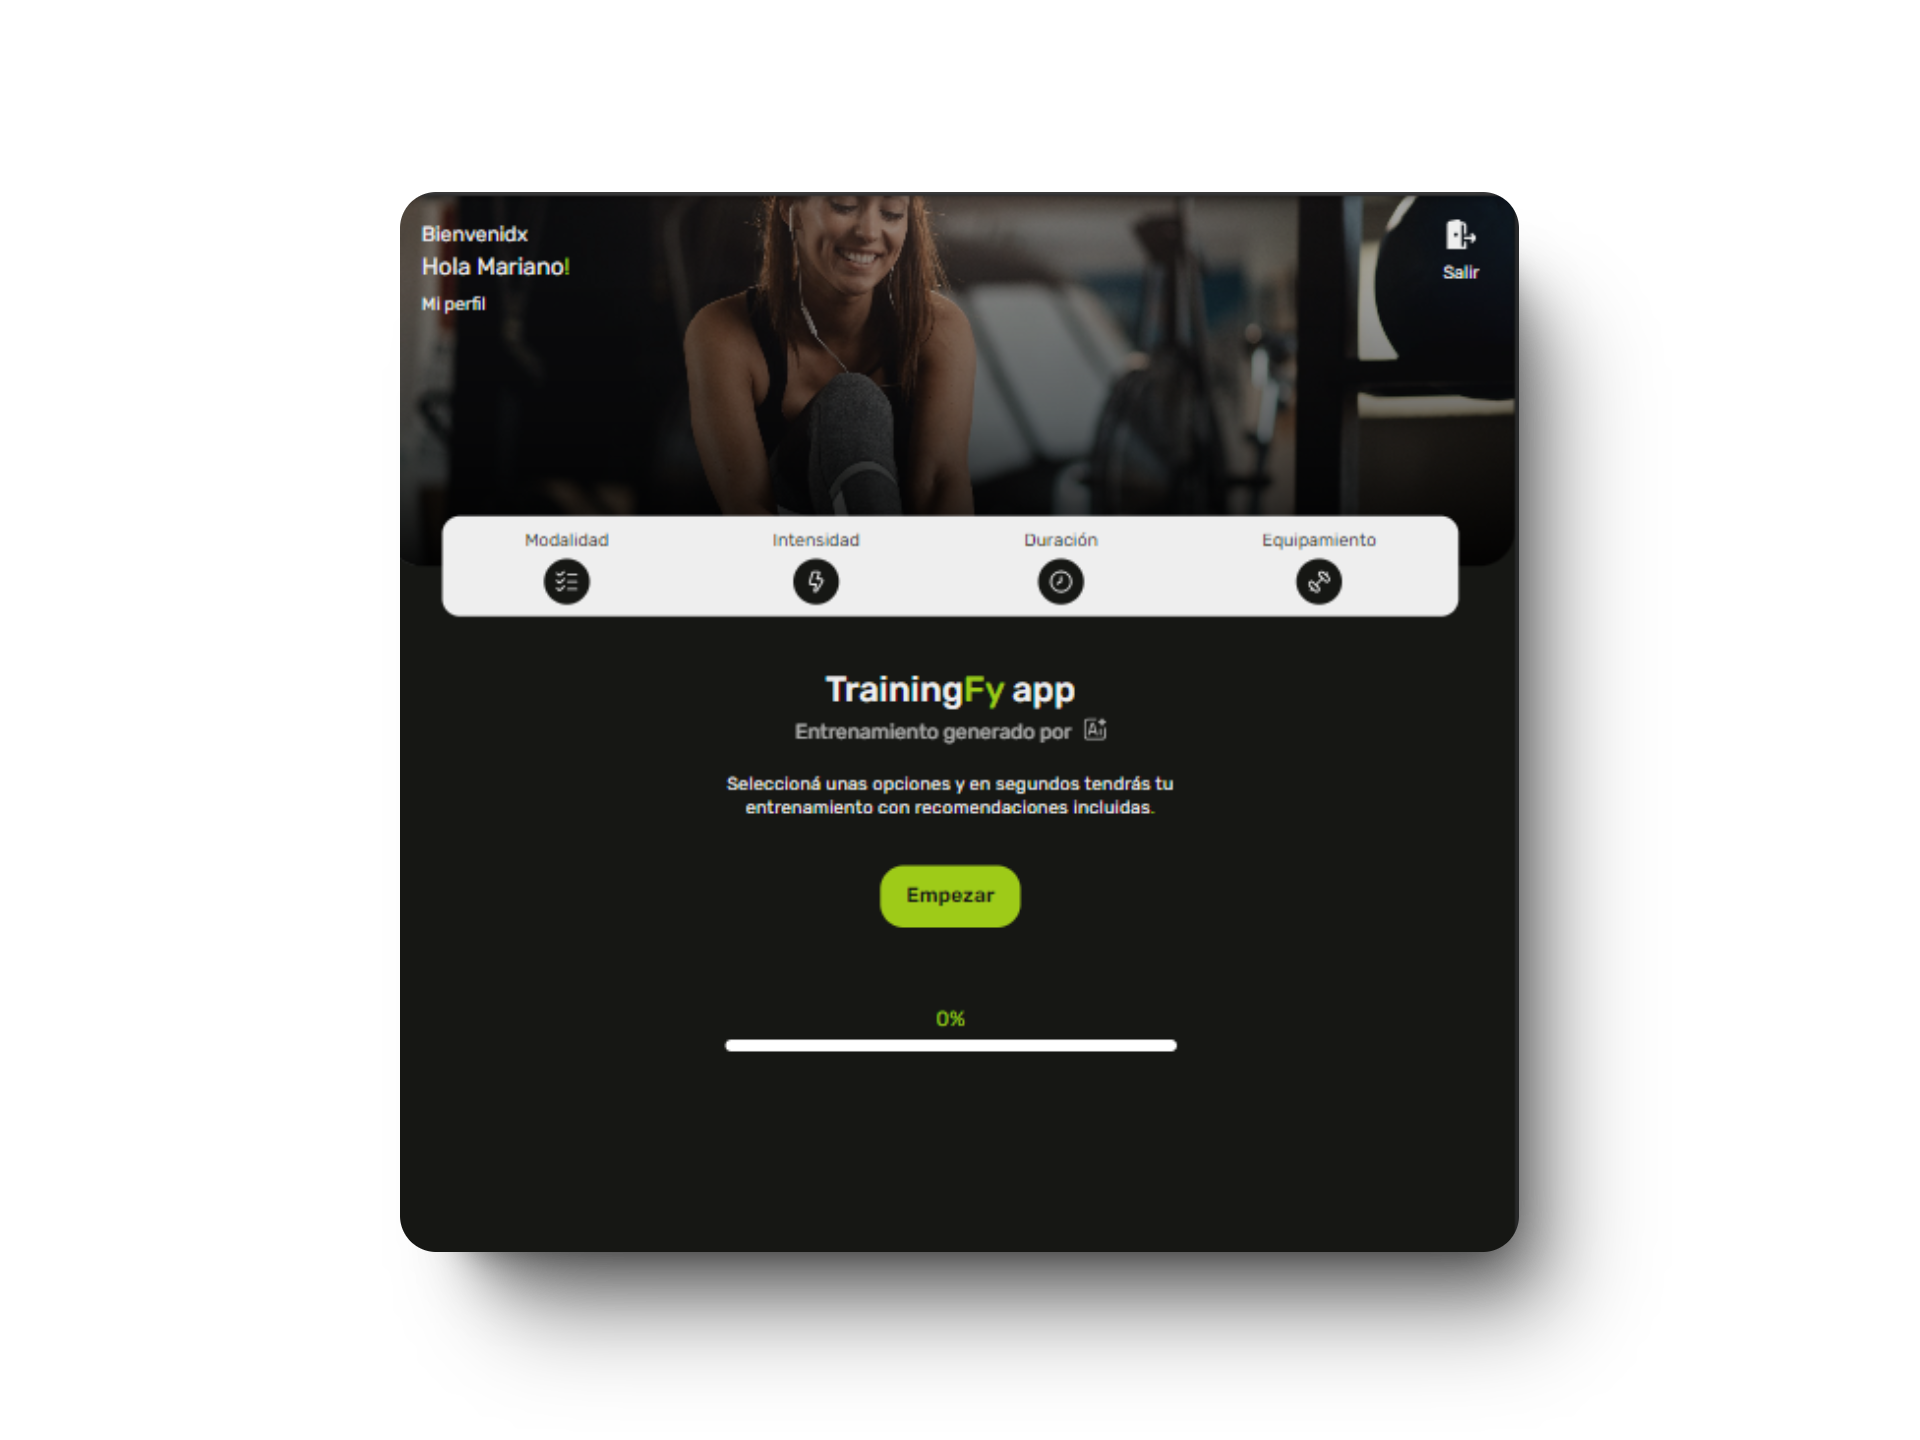 Bienvenidx
Hola Mariano!
Mi perfil
Salir
Modalidad
Intensidad
Duración
Equipamiento
TrainingFy app
Entrenamiento generado por AI
Seleccioná unas opciones y en segundos tendrás tu
entrenamiento con recomendaciones incluidas.
Empezar
0%